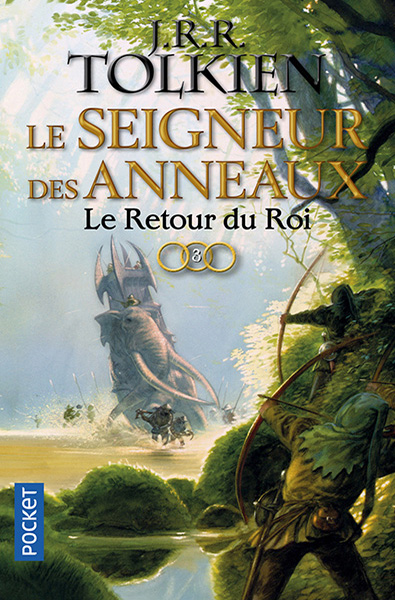 J.R.R.
TOLKIEN
LE SEIGNEUR
DES ANNEAUX
Le Retour du Roi
3
POCKET